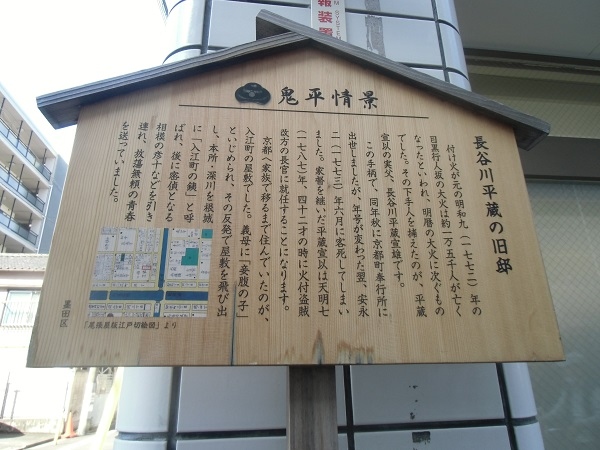 報装置
鬼平情景
長谷川平蔵の旧邸
付け火が元の明和九(一七七二)年の
目黒行人坂の大火は約一万五千人が亡く
なったといわれ、明暦の大火に次ぐもの
でした。その下手人を捕えたのが、平蔵
宣以の実父、長谷川平蔵宣雄です。
この手柄で、同年秋に京都町奉行所に
出世しましたが、年号が変わった翌、安永
二(一七七三)年六月に客死してしまい
ました。家督を継いだ平蔵宣以は天明七
(一七八七)年、四十二才の時に火付盗賊
改方の長官に就任することになります。
京都へ家族で移るまで住んでいたのが、
入江町の屋敷でした。義母に「妾腹の子」
といじめられ、その反発で屋敷を飛び出
し、本所、深川を根城
に「入江町の銕」と呼
ばれ、後に密偵となる
相模の彦十などを引き
連れ、放蕩無頼の青春
を送っていました。
「尾張屋版江戸切絵図」より
墨田区